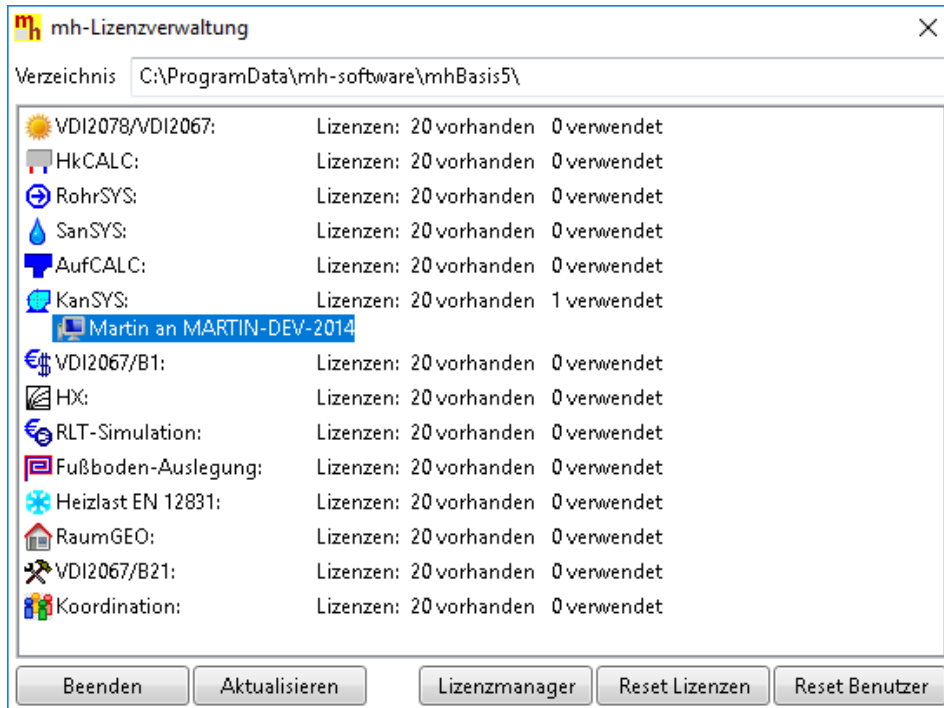 mh mh-Lizenzverwaltung
Verzeichnis C:\ProgramData\mh-software\mhBasis5\
VDI2078/VDI2067: Lizenzen: 20 vorhanden 0 verwendet
HkCALC: Lizenzen: 20 vorhanden 0 verwendet
RohrSYS: Lizenzen: 20 vorhanden 0 verwendet
SanSYS: Lizenzen: 20 vorhanden 0 verwendet
AufCALC: Lizenzen: 20 vorhanden 0 verwendet
KanSYS: Lizenzen: 20 vorhanden 1 verwendet
Martin an MARTIN-DEV-2014
VDI2067/B1: Lizenzen: 20 vorhanden 0 verwendet
HX: Lizenzen: 20 vorhanden 0 verwendet
RLT-Simulation: Lizenzen: 20 vorhanden 0 verwendet
Fußboden-Auslegung: Lizenzen: 20 vorhanden 0 verwendet
Heizlast EN 12831: Lizenzen: 20 vorhanden 0 verwendet
RaumGEO: Lizenzen: 20 vorhanden 0 verwendet
VDI2067/B21: Lizenzen: 20 vorhanden 0 verwendet
Koordination: Lizenzen: 20 vorhanden 0 verwendet
Beenden Aktualisieren Lizenzmanager Reset Lizenzen Reset Benutzer